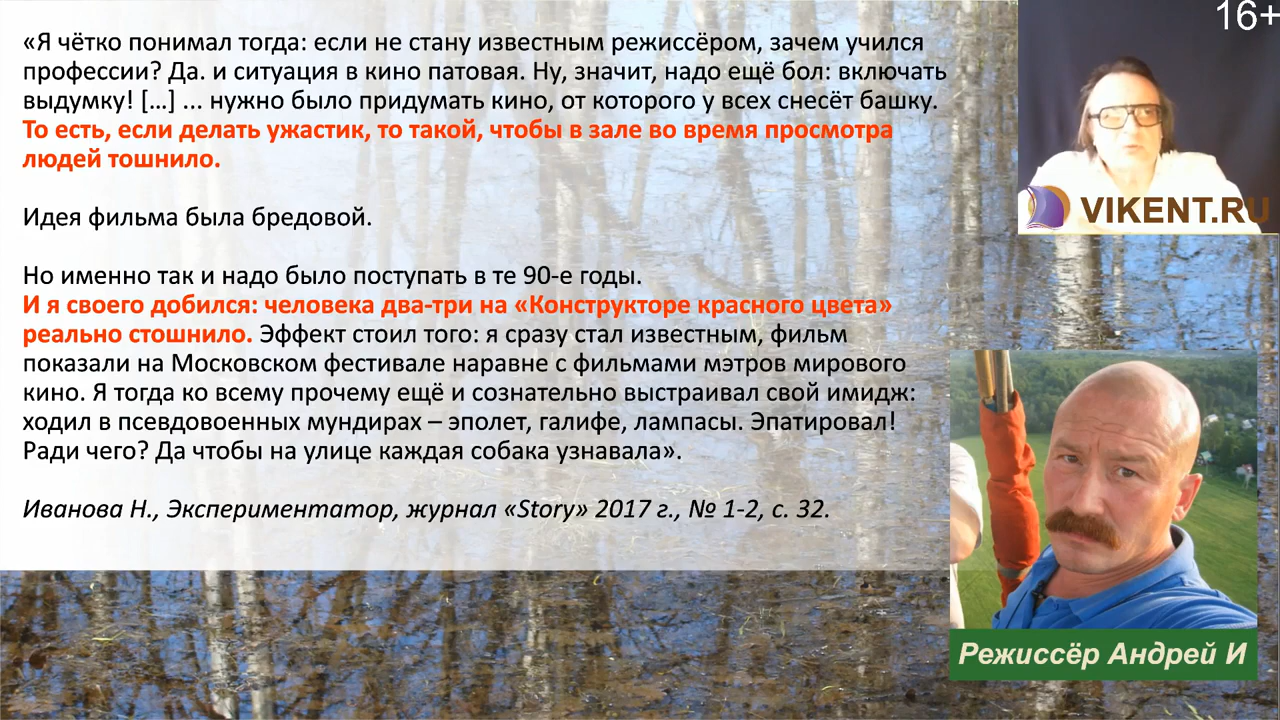 16+
«Я чётко понимал тогда: если не стану известным режиссёром, зачем учился
профессии? Да. и ситуация в кино патовая. Ну, значит, надо ещё бол: включать
выдумку! […] ... нужно было придумать кино, от которого у всех снесёт башку.
То есть, если делать ужастик, то такой, чтобы в зале во время просмотра
людей тошнило.
VIKENT.RU
Идея фильма была бредовой.
Но именно так и надо было поступать в те 90-е годы.
И я своего добился: человека два-три на «Конструкторе красного цвета»
реально стошнило. Эффект стоил того: я сразу стал известным, фильм
показали на Московском фестивале наравне с фильмами мэтров мирового
кино. Я тогда ко всему прочему ещё и сознательно выстраивал свой имидж:
ходил в псевдовоенных мундирах – эполет, галифе, лампасы. Эпатировал!
Ради чего? Да чтобы на улице каждая собака узнавала».
Иванова Н., Экспериментатор, журнал «Story» 2017 г., № 1-2, с. 32.
Режиссёр Андрей И